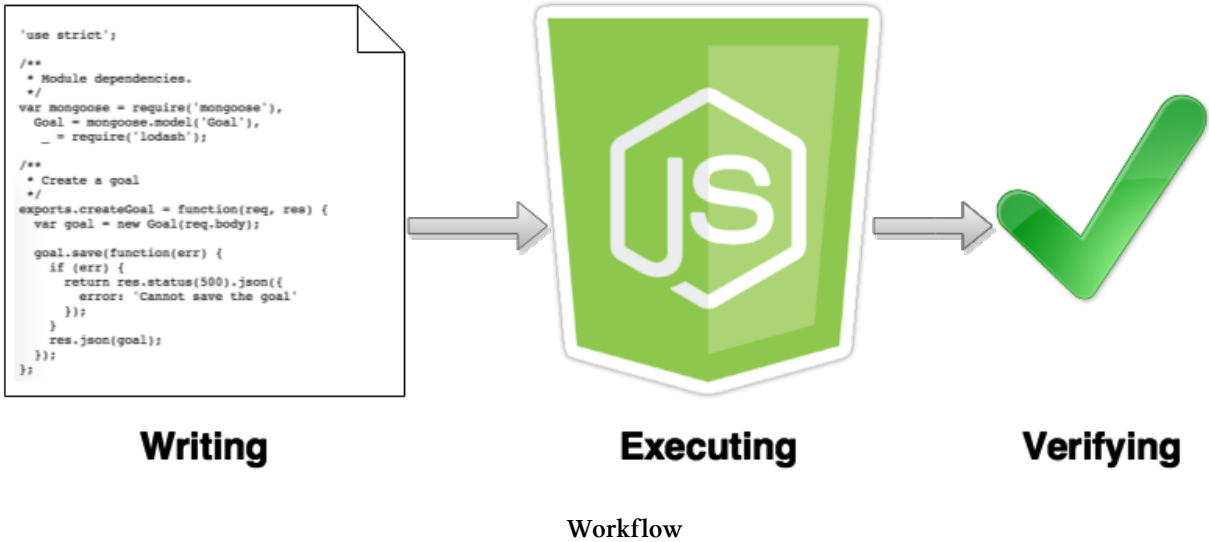 'use strict';
/**
 * Module dependencies.
 */
var mongoose = require('mongoose'),
  Goal = mongoose.model('Goal'),
  _ = require('lodash');
/**
 * Create a goal
 */
exports.createGoal = function(req, res) {
  var goal = new Goal(req.body);
  goal.save(function(err) {
    if (err) {
      return res.status(500).json({
        error: 'Cannot save the goal'
      });
    }
    res.json(goal);
  });
};
JS
Writing
Executing
Verifying
Workflow